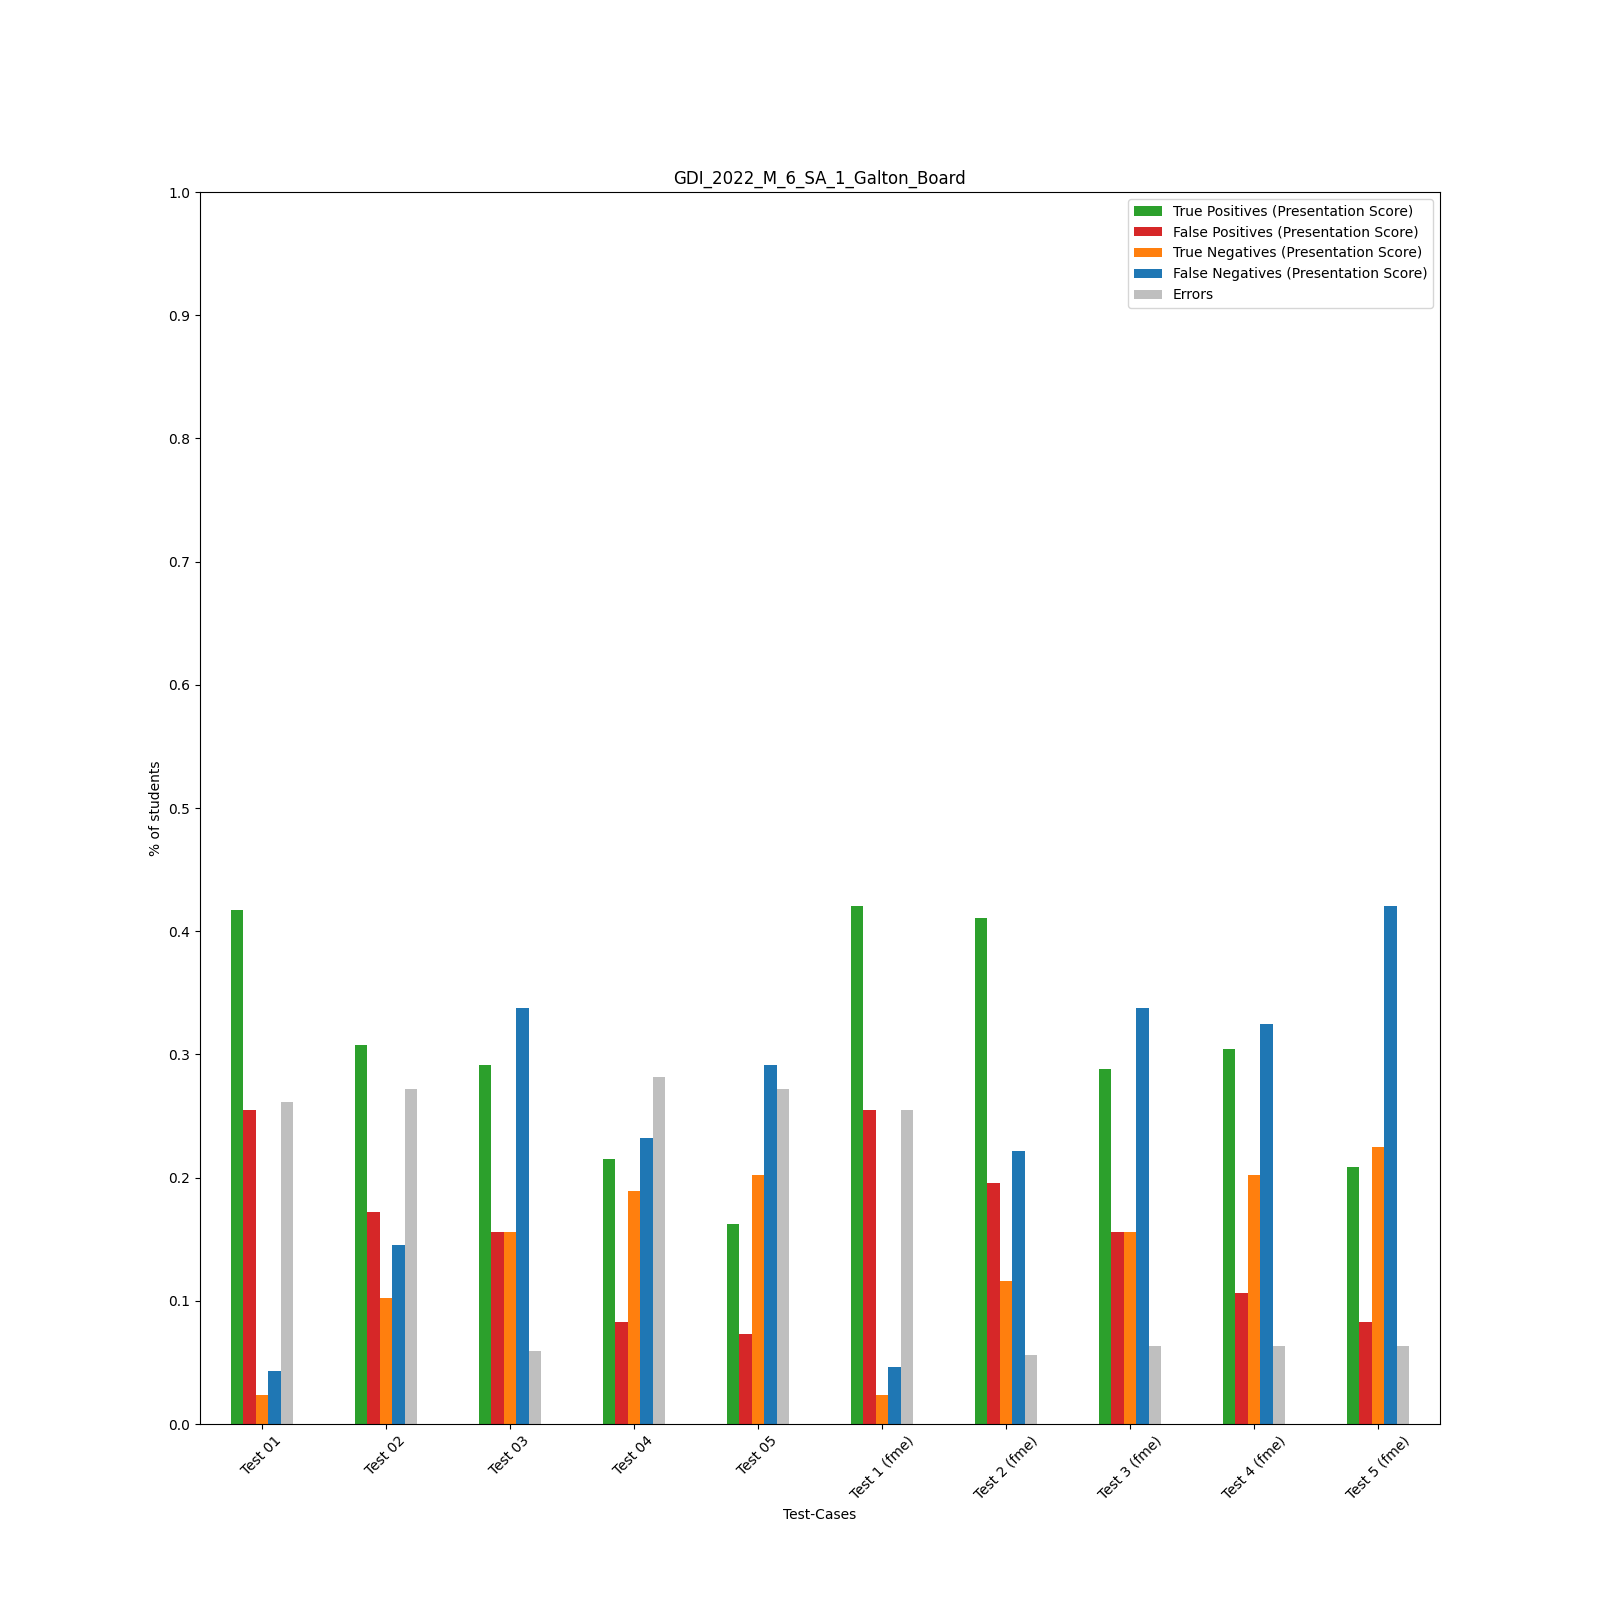 GDI_2022_M_6_SA_1_Galton_Board
True Positives (Presentation Score)
False Positives (Presentation Score)
True Negatives (Presentation Score)
False Negatives (Presentation Score)
Errors
1.0
0.9
0.8
0.7
0.6
0.5
0.4
0.3
0.2
0.1
0.0
% of students
Test 01
Test 02
Test 03
Test 04
Test 05
Test 1 (fme)
Test 2 (fme)
Test 3 (fme)
Test 4 (fme)
Test 5 (fme)
Test-Cases